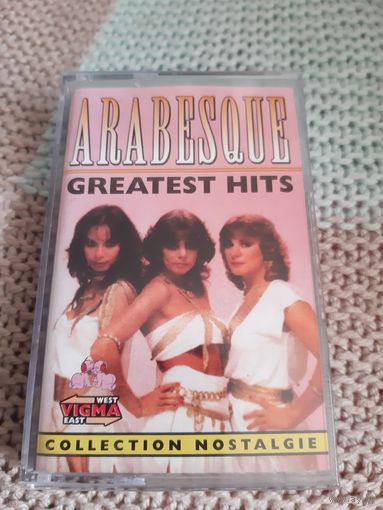 ARABESQUE
GREATEST HITS
WEST
VIGMA
EAST
COLLECTION NOSTALGIE